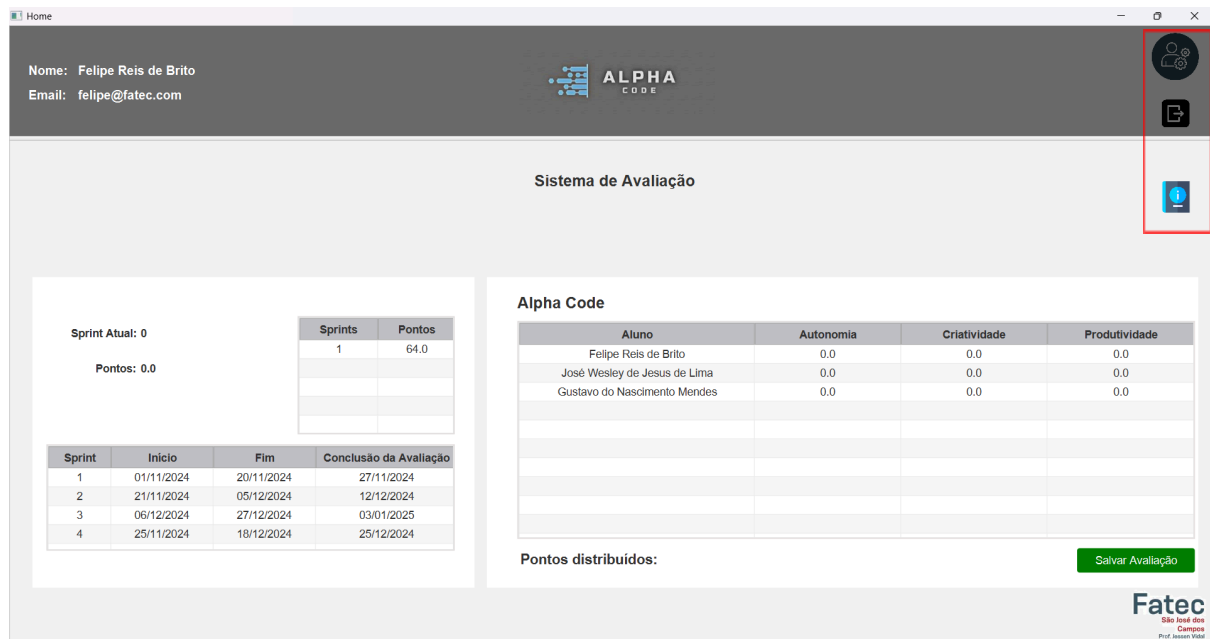 Home
Nome: Felipe Reis de Brito
Email: felipe@fatec.com
ALPHA
CODE
Sistema de Avaliação
Sprint Atual: 0
Pontos: 0.0
Sprints Pontos
1 64.0
Sprint Inicio Fim Conclusão da Avaliação
1 01/11/2024 20/11/2024 27/11/2024
2 21/11/2024 05/12/2024 12/12/2024
3 06/12/2024 27/12/2024 03/01/2025
4 25/11/2024 18/12/2024 25/12/2024
Alpha Code
Aluno Autonomia Criatividade Produtividade
Felipe Reis de Brito 0.0 0.0 0.0
José Wesley de Jesus de Lima 0.0 0.0 0.0
Gustavo do Nascimento Mendes 0.0 0.0 0.0
Pontos distribuídos:
Salvar Avaliação
Fatec
São José dos
Campos
Prof. Jessen Vidal